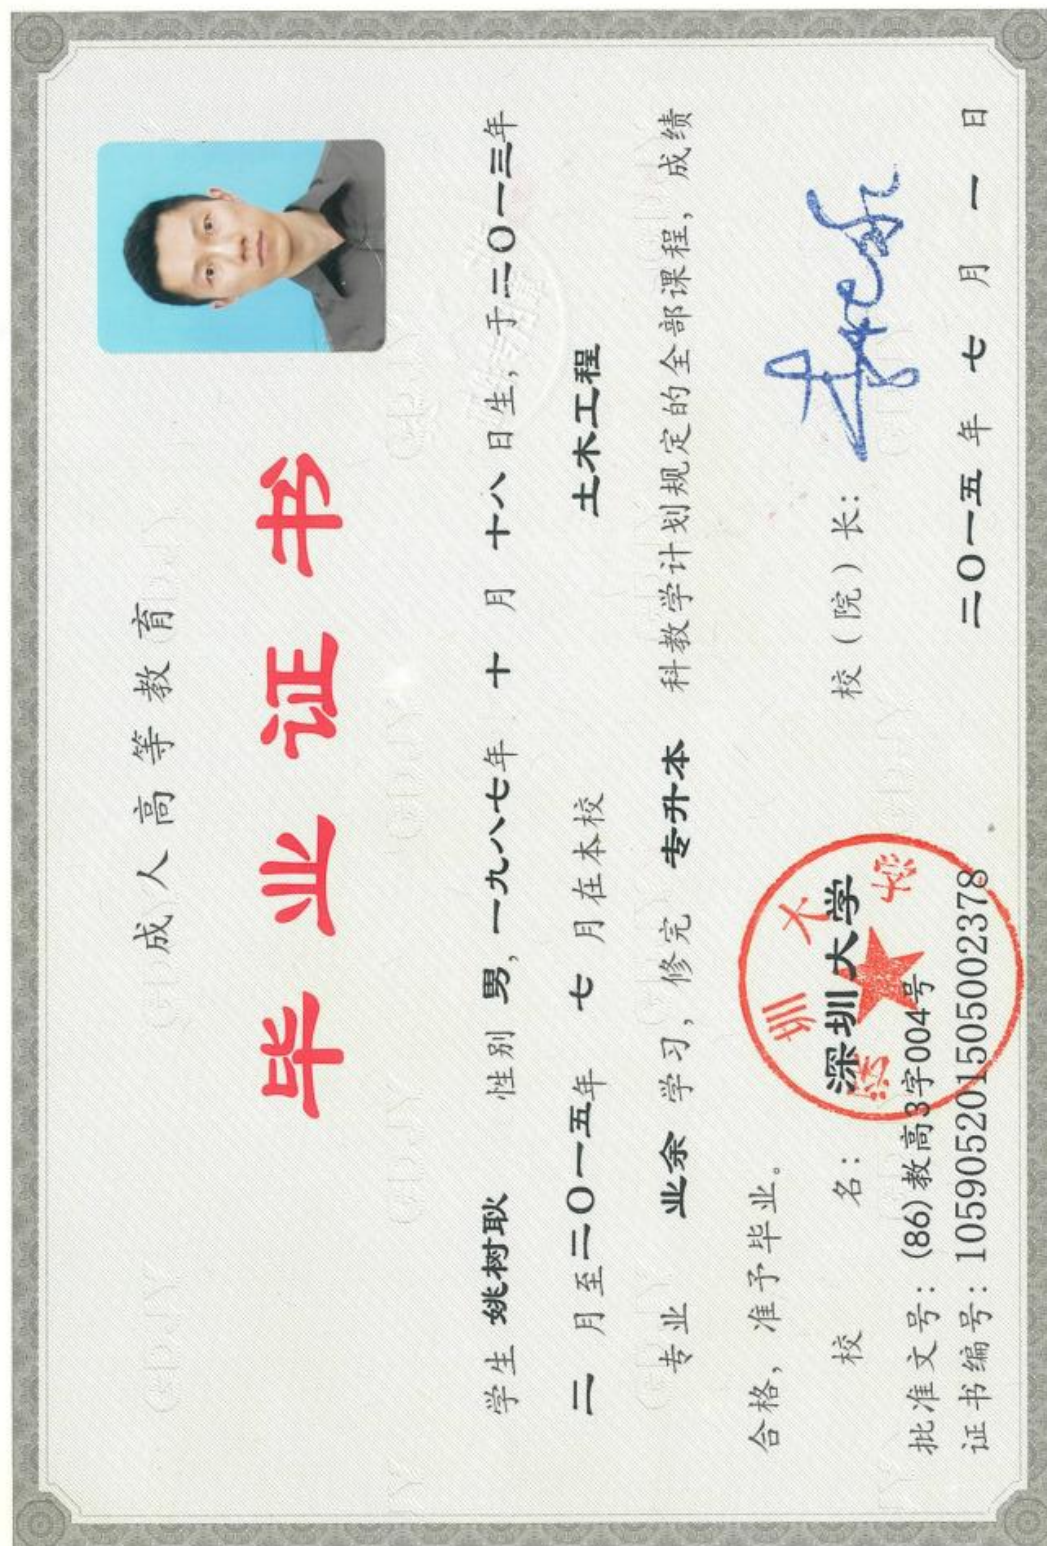 成人高等教育
毕业证书
学生 姚树耿 性别 男，一九八七年 十 月 十八 日生，于二〇一三年
二 月至二〇一五年 七 月在本校 土木工程
专业 业余 学习，修完 专升本 科教学计划规定的全部课程，成绩
合格，准予毕业。
校 名： 深圳大学 校（院）长：
批准文号：(86)教高3字004号
证书编号：105905201505002378 二〇一五 年 七 月 一 日
深圳大学